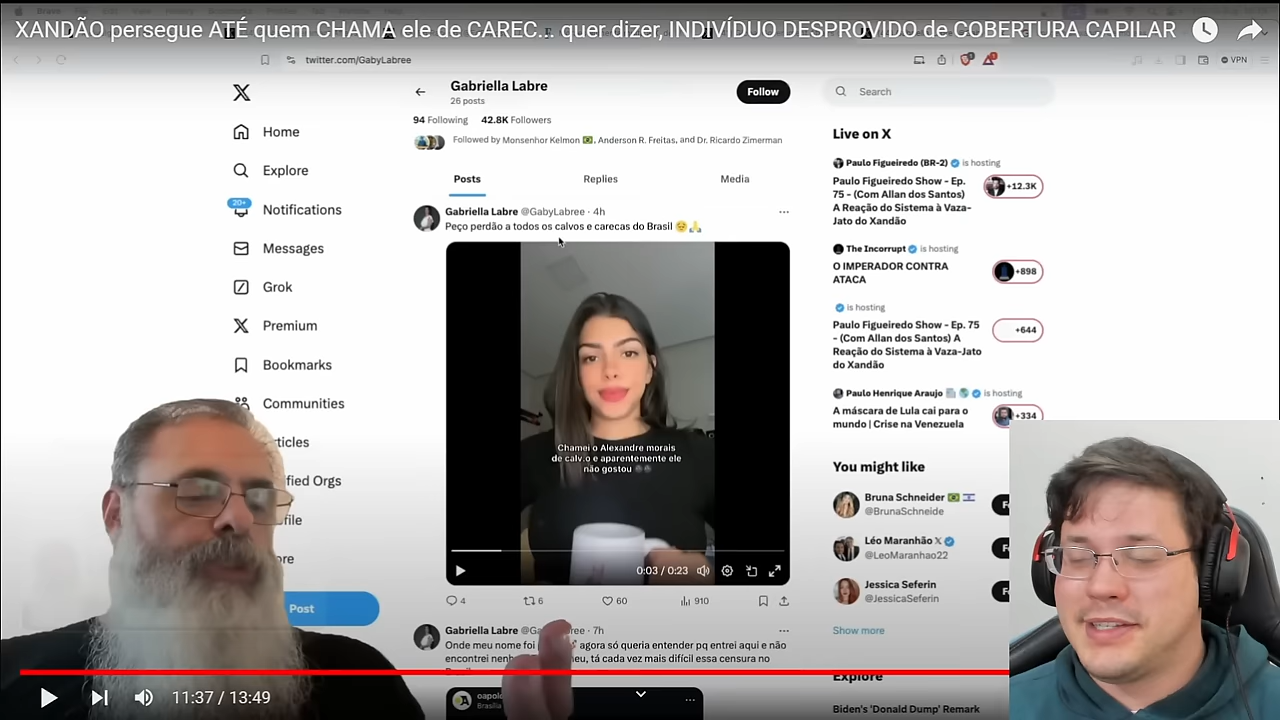 XANDÃO persegue ATÉ quem CHAMA ele de CAREC... quer dizer, INDIVÍDUO DESPROVIDO de COBERTURA CAPILAR
twitter.com/GabyLabree
VPN
Gabriella Labre
26 posts
Follow
94 Following 42.8K Followers
Followed by Monsenhor Kelmon 🇧🇷, Anderson R. Freitas, and Dr. Ricardo Zimerman
Posts Replies Media
Home
Explore
20+
Notifications
Messages
Grok
Premium
Bookmarks
Communities
Post
Gabriella Labre @GabyLabree · 4h
Peço perdão a todos os calvos e carecas do Brasil 😔🙏
Chamei o Alexandre morais
de calv.o e aparentemente ele
não gostou
0:03 / 0:23
4 6 60 910
Gabriella Labre · 7h
Onde meu nome foi agora só queria entender pq entrei aqui e não
encontrei tá cada vez mais difícil essa censura no
Search
Live on X
Paulo Figueiredo (BR-2) is hosting
Paulo Figueiredo Show - Ep.
75 - (Com Allan dos Santos)
A Reação do Sistema à Vaza-
Jato do Xandão
+12.3K
The Incorrupt is hosting
O IMPERADOR CONTRA
ATACA
+898
is hosting
Paulo Figueiredo Show - Ep. 75
- (Com Allan dos Santos) A
Reação do Sistema à Vaza-Jato
do Xandão
+644
Paulo Henrique Araujo is hosting
A máscara de Lula cai para o
mundo | Crise na Venezuela
+334
You might like
Bruna Schneider 🇧🇷 🇮🇱
@BrunaSchneide
Léo Maranhão X
@LeoMaranhao22
Jessica Seferin
@JessicaSeferin
Show more
Explore
Biden's 'Donald Dump' Remark
11:37 / 13:49